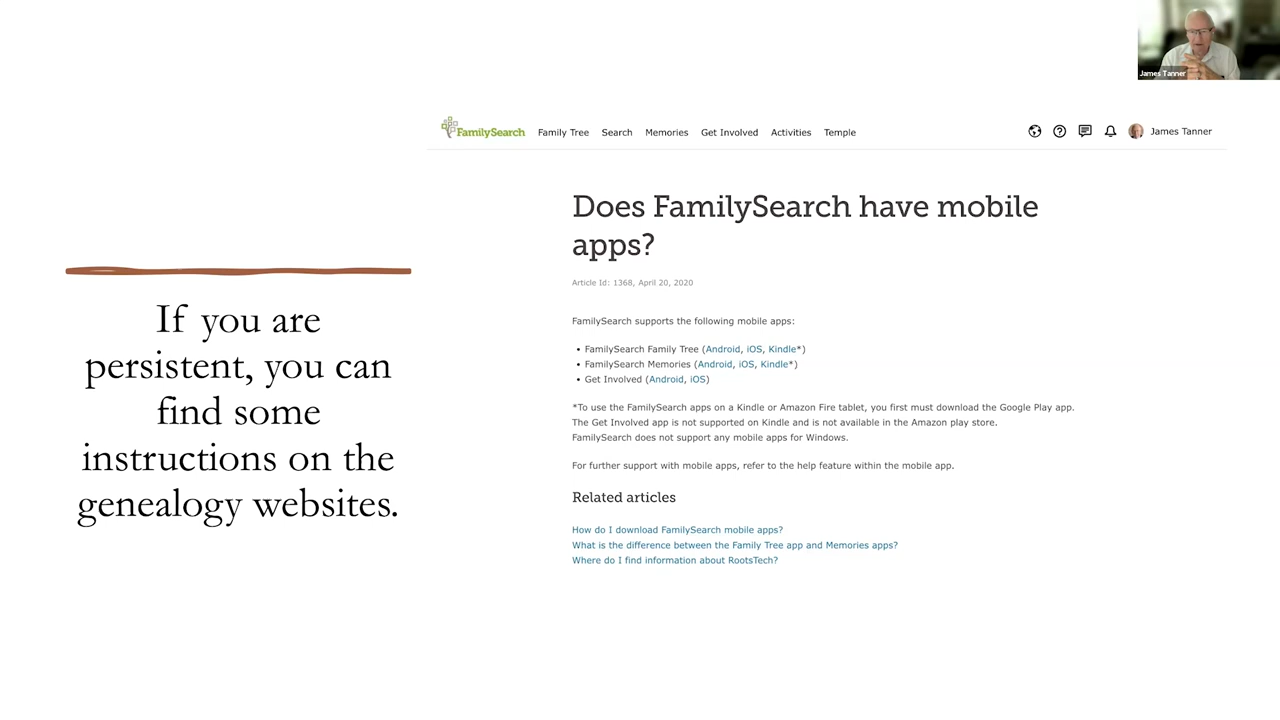 James Tanner
FamilySearch
Family Tree Search Memories Get Involved Activities Temple
James Tanner
If you are
persistent, you can
find some
instructions on the
genealogy websites.
Does FamilySearch have mobile
apps?
Article Id: 1368, April 20, 2020
FamilySearch supports the following mobile apps:
• FamilySearch Family Tree (Android, iOS, Kindle*)
• FamilySearch Memories (Android, iOS, Kindle*)
• Get Involved (Android, iOS)
*To use the FamilySearch apps on a Kindle or Amazon Fire tablet, you first must download the Google Play app.
The Get Involved app is not supported on Kindle and is not available in the Amazon play store.
FamilySearch does not support any mobile apps for Windows.
For further support with mobile apps, refer to the help feature within the mobile app.
Related articles
How do I download FamilySearch mobile apps?
What is the difference between the Family Tree app and Memories apps?
Where do I find information about RootsTech?